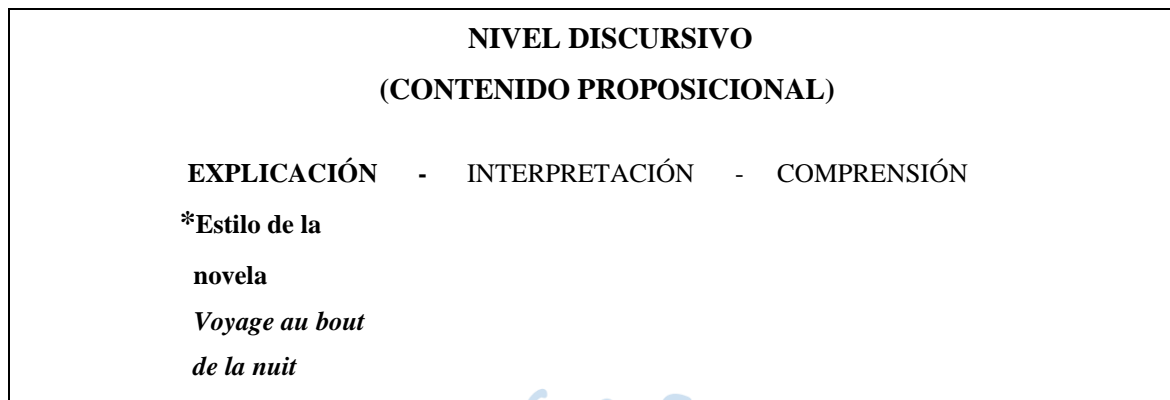 NIVEL DISCURSIVO
(CONTENIDO PROPOSICIONAL)
EXPLICACIÓN - INTERPRETACIÓN - COMPRENSIÓN
*Estilo de la
novela
Voyage au bout
de la nuit